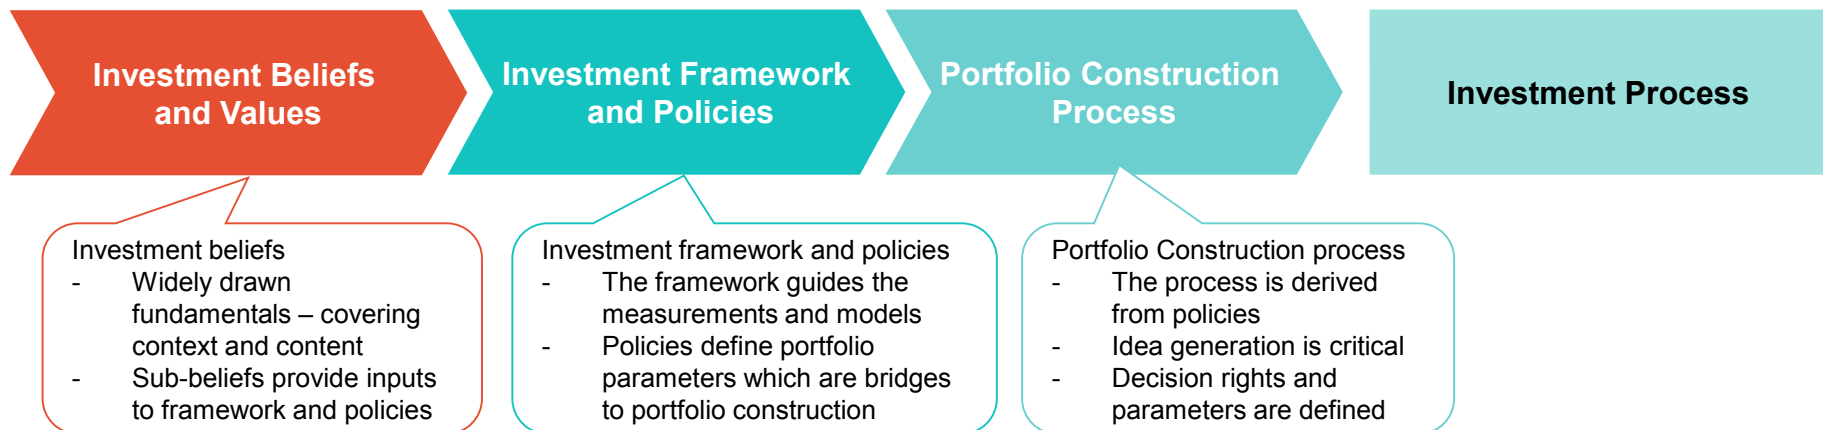 Investment Beliefs
and Values
Investment Framework
and Policies
Portfolio Construction
Process
Investment Process
Investment beliefs
- Widely drawn
fundamentals – covering
context and content
- Sub-beliefs provide inputs
to framework and policies
Investment framework and policies
- The framework guides the
measurements and models
- Policies define portfolio
parameters which are bridges
to portfolio construction
Portfolio Construction process
- The process is derived
from policies
- Idea generation is critical
- Decision rights and
parameters are defined